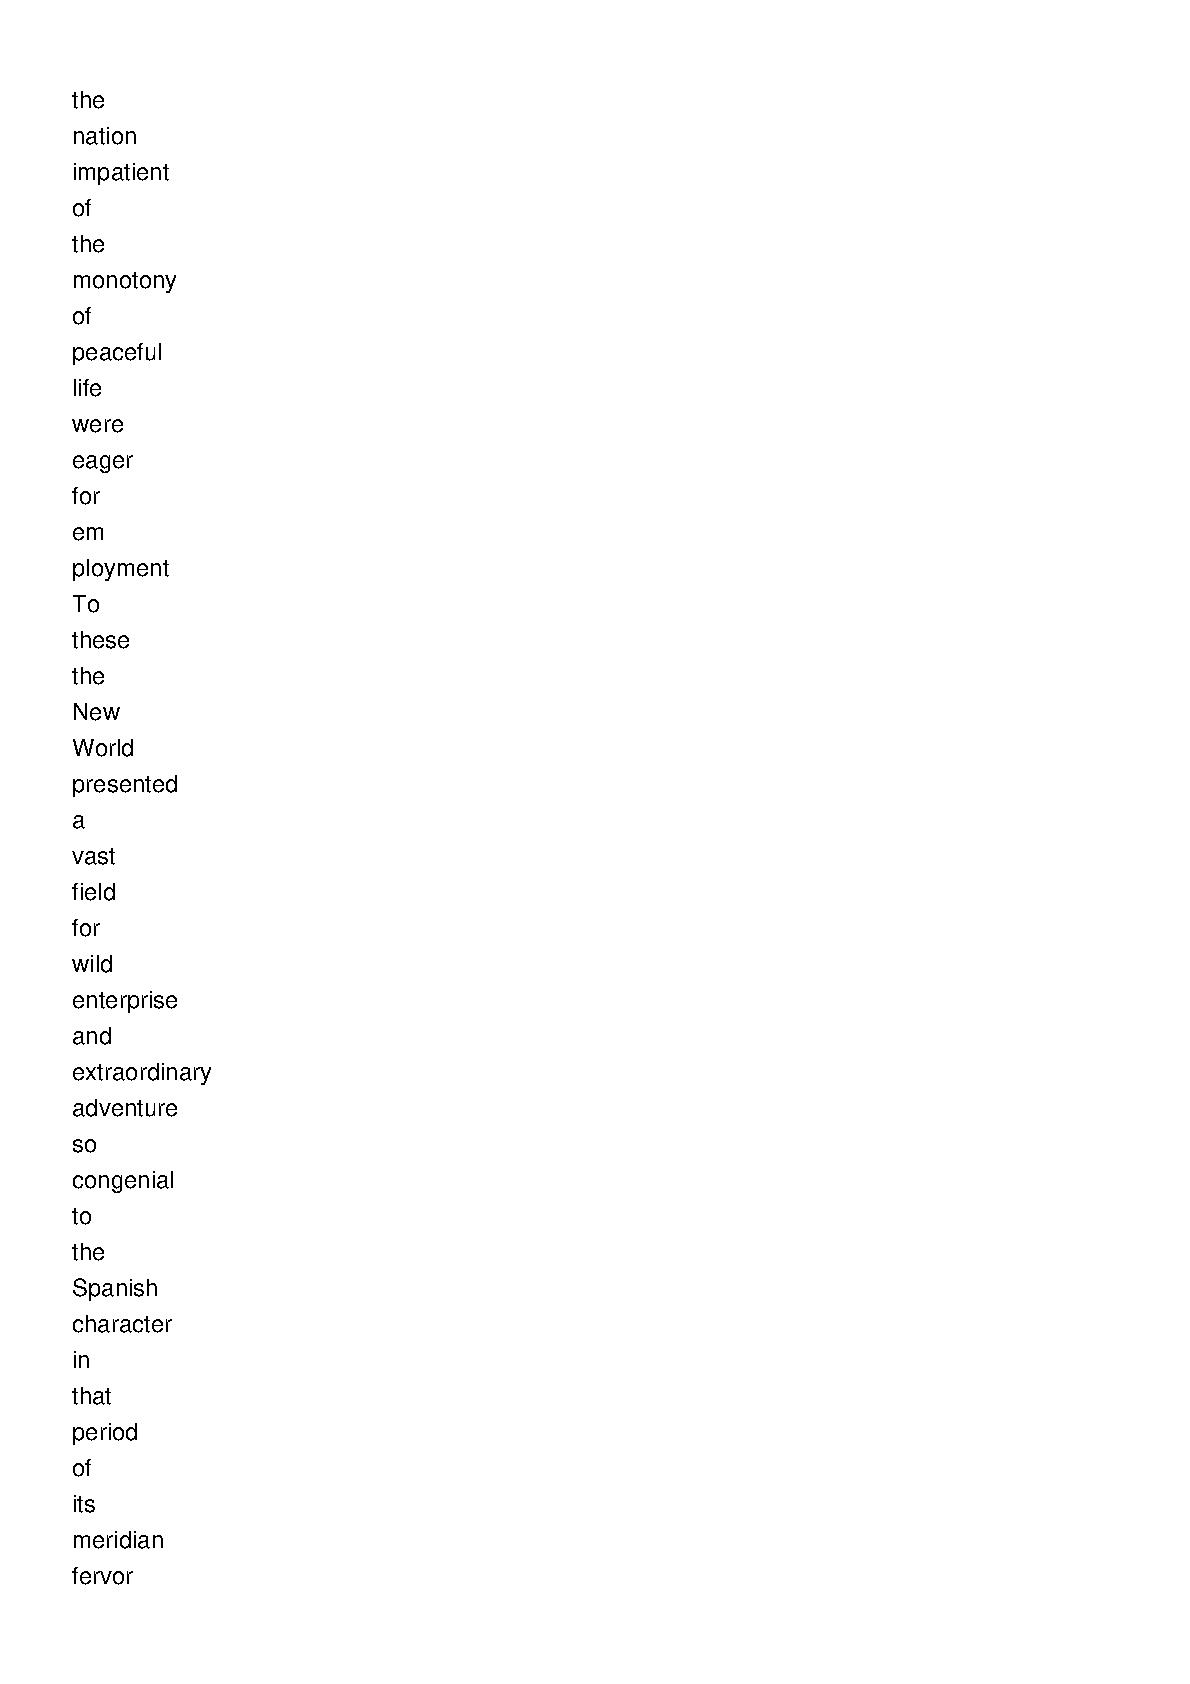 the
nation
impatient
of
the
monotony
of
peaceful
life
were
eager
for
em
ployment
To
these
the
New
World
presented
a
vast
field
for
wild
enterprise
and
extraordinary
adventure
so
congenial
to
the
Spanish
character
in
that
period
of
its
meridian
fervor